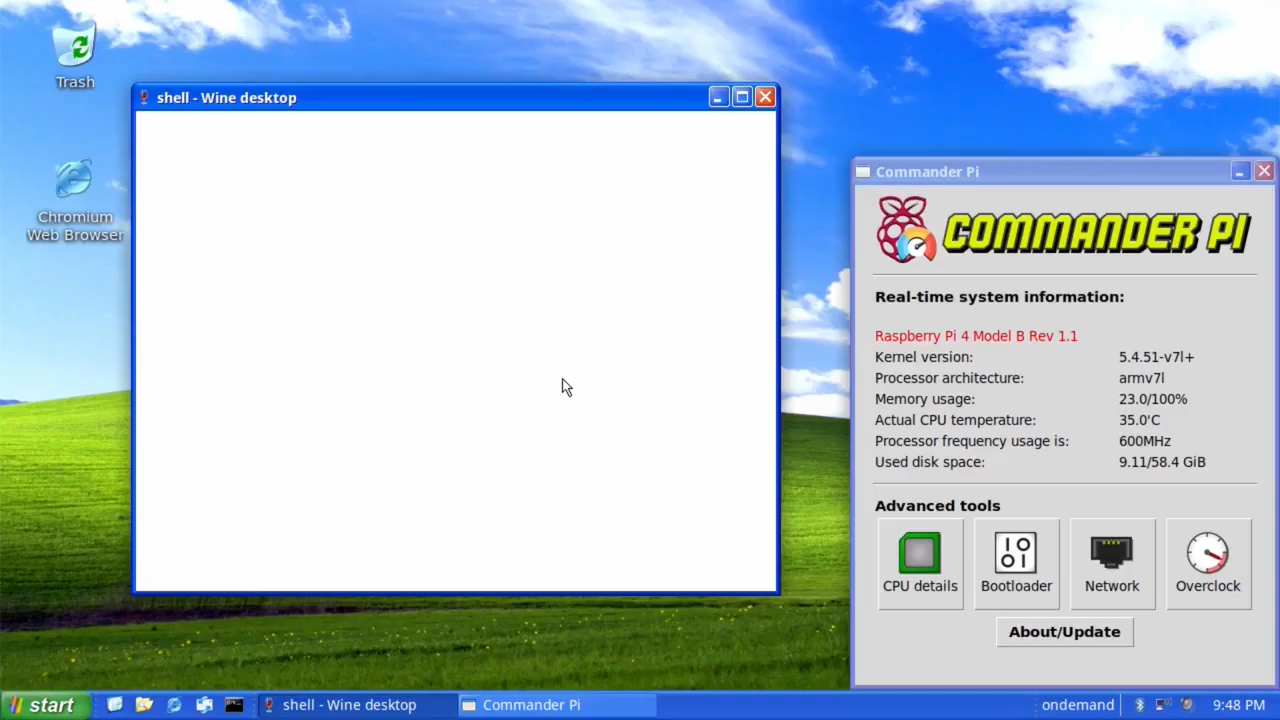 Trash
Chromium
Web Browser
shell - Wine desktop
Commander Pi
COMMANDER PI
Real-time system information:
Raspberry Pi 4 Model B Rev 1.1
Kernel version: 5.4.51-v7l+
Processor architecture: armv7l
Memory usage: 23.0/100%
Actual CPU temperature: 35.0'C
Processor frequency usage is: 600MHz
Used disk space: 9.11/58.4 GiB
Advanced tools
CPU details Bootloader Network Overclock
About/Update
start shell - Wine desktop Commander Pi ondemand 9:48 PM